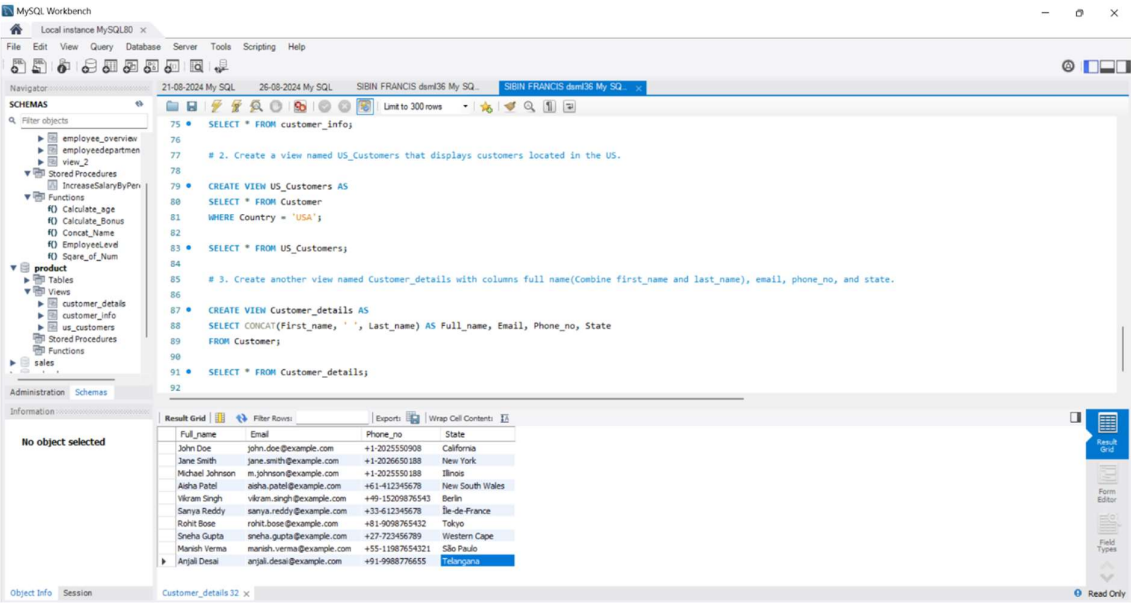 MySQL Workbench
Local instance MySQL80
File Edit View Query Database Server Tools Scripting Help
Navigator
SCHEMAS
Filter objects
employee_overview
employeedepartmen
view_2
Stored Procedures
IncreaseSalaryByPer
Functions
Calculate_age
Calculate_Bonus
Concat_Name
EmployeeLevel
Sqare_of_Num
product
Tables
Views
customer_details
customer_info
us_customers
Stored Procedures
Functions
sales
Administration Schemas
Information
No object selected
Object Info Session
21-08-2024 My SQL 26-08-2024 My SQL SIBIN FRANCIS dsml36 My SQ... SIBIN FRANCIS dsml36 My SQ...
Limit to 300 rows
75 SELECT * FROM customer_info;
76
77 # 2. Create a view named US_Customers that displays customers located in the US.
78
79 CREATE VIEW US_Customers AS
80 SELECT * FROM Customer
81 WHERE Country = 'USA';
82
83 SELECT * FROM US_Customers;
84
85 # 3. Create another view named Customer_details with columns full name(Combine first_name and last_name), email, phone_no, and state.
86
87 CREATE VIEW Customer_details AS
88 SELECT CONCAT(First_name, ' ', Last_name) AS Full_name, Email, Phone_no, State
89 FROM Customer;
90
91 SELECT * FROM Customer_details;
92
Result Grid Filter Rows: Export: Wrap Cell Content:
Full_name Email Phone_no State
John Doe john.doe@example.com +1-2025550908 California
Jane Smith jane.smith@example.com +1-2026650188 New York
Michael Johnson m.johnson@example.com +1-2025550188 Illinois
Aisha Patel aisha.patel@example.com +61-412345678 New South Wales
Vikram Singh vikram.singh@example.com +49-15209876543 Berlin
Sanya Reddy sanya.reddy@example.com +33-612345678 Île-de-France
Rohit Bose rohit.bose@example.com +81-9098765432 Tokyo
Sneha Gupta sneha.gupta@example.com +27-723456789 Western Cape
Manish Verma manish.verma@example.com +55-11987654321 São Paulo
Anjali Desai anjali.desai@example.com +91-9988776655 Telangana
Result
Grid
Form
Editor
Field
Types
Customer_details 32
Read Only